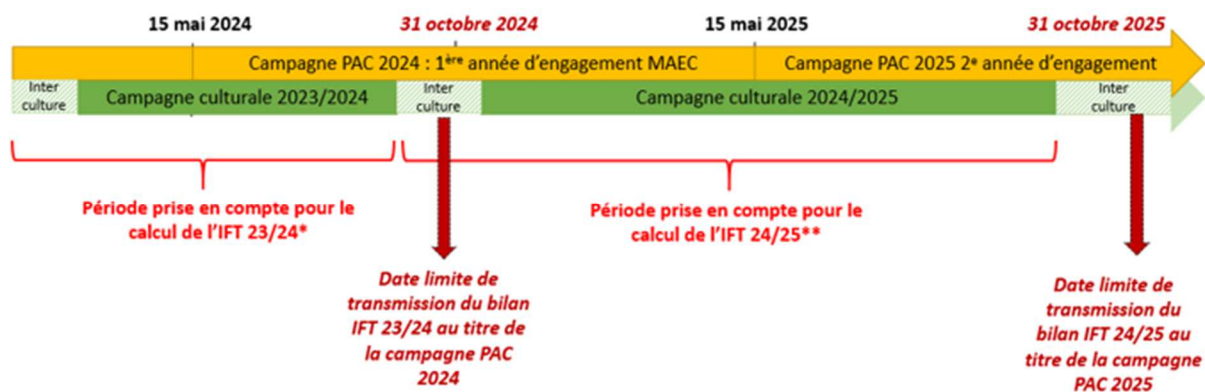 15 mai 2024
31 octobre 2024
15 mai 2025
31 octobre 2025
Campagne PAC 2024 : 1ère année d'engagement MAEC
Campagne PAC 2025 2e année d'engagement
Inter
culture
Campagne culturale 2023/2024
Inter
culture
Campagne culturale 2024/2025
Inter
culture
Période prise en compte pour le
calcul de l'IFT 23/24*
Période prise en compte pour le
calcul de l'IFT 24/25**
Date limite de
transmission du bilan
IFT 23/24 au titre de
la campagne PAC
2024
Date limite de
transmission du
bilan IFT 24/25 au
titre de la campagne
PAC 2025